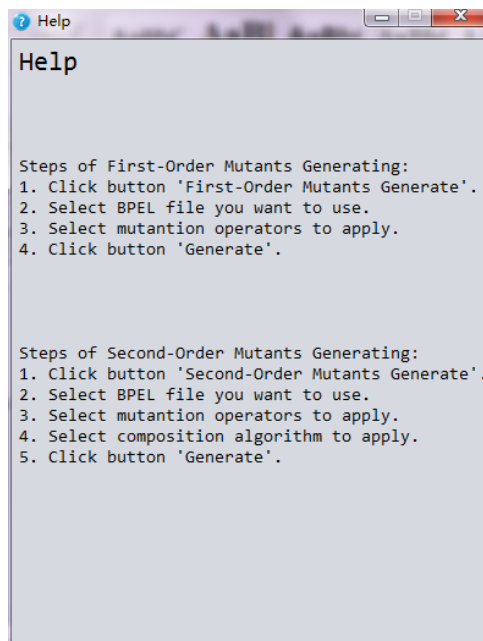 Help
Help
Steps of First-Order Mutants Generating:
1. Click button 'First-Order Mutants Generate'.
2. Select BPEL file you want to use.
3. Select mutantion operators to apply.
4. Click button 'Generate'.
Steps of Second-Order Mutants Generating:
1. Click button 'Second-Order Mutants Generate'.
2. Select BPEL file you want to use.
3. Select mutantion operators to apply.
4. Select composition algorithm to apply.
5. Click button 'Generate'.